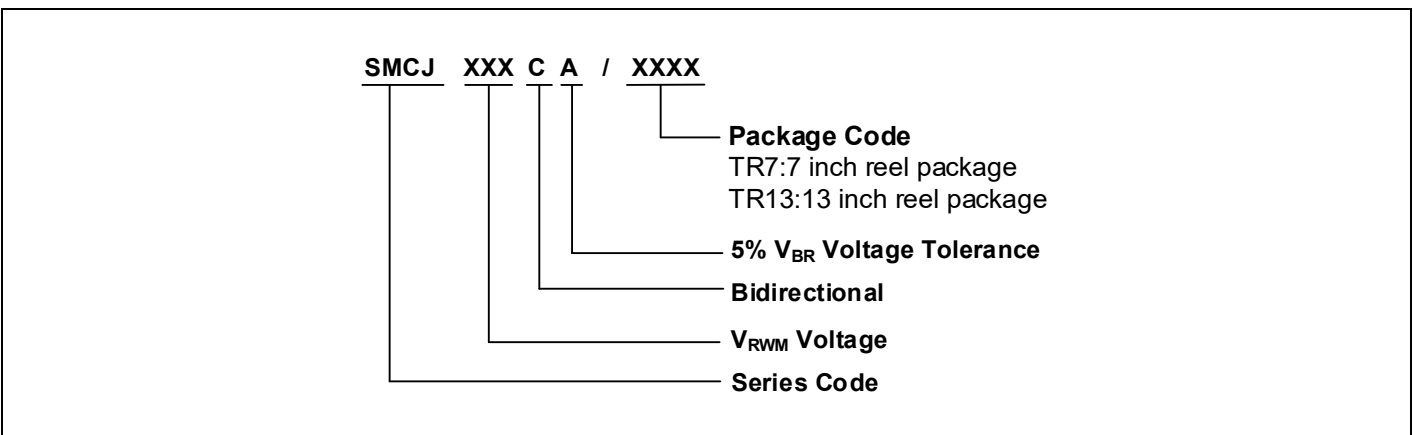 SMCJ XXX C A / XXXX
Package Code
TR7:7 inch reel package
TR13:13 inch reel package
5% VBR Voltage Tolerance
Bidirectional
VRWM Voltage
Series Code